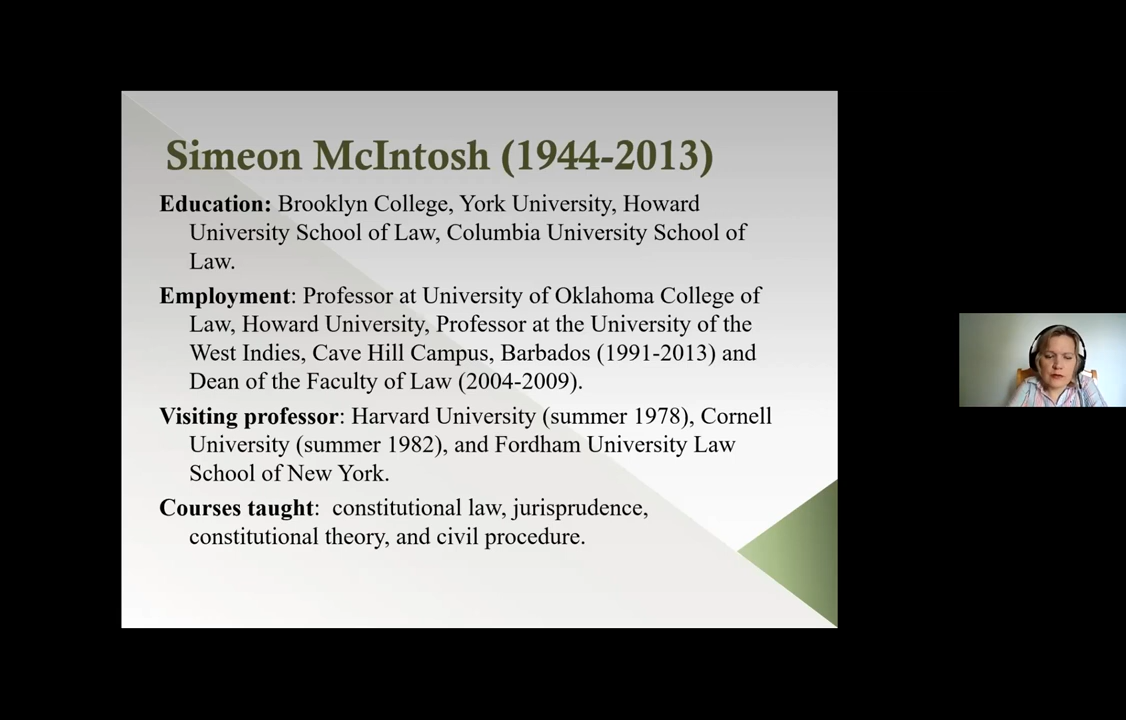 Simeon McIntosh (1944-2013)
Education: Brooklyn College, York University, Howard
University School of Law, Columbia University School of
Law.
Employment: Professor at University of Oklahoma College of
Law, Howard University, Professor at the University of the
West Indies, Cave Hill Campus, Barbados (1991-2013) and
Dean of the Faculty of Law (2004-2009).
Visiting professor: Harvard University (summer 1978), Cornell
University (summer 1982), and Fordham University Law
School of New York.
Courses taught:  constitutional law, jurisprudence,
constitutional theory, and civil procedure.